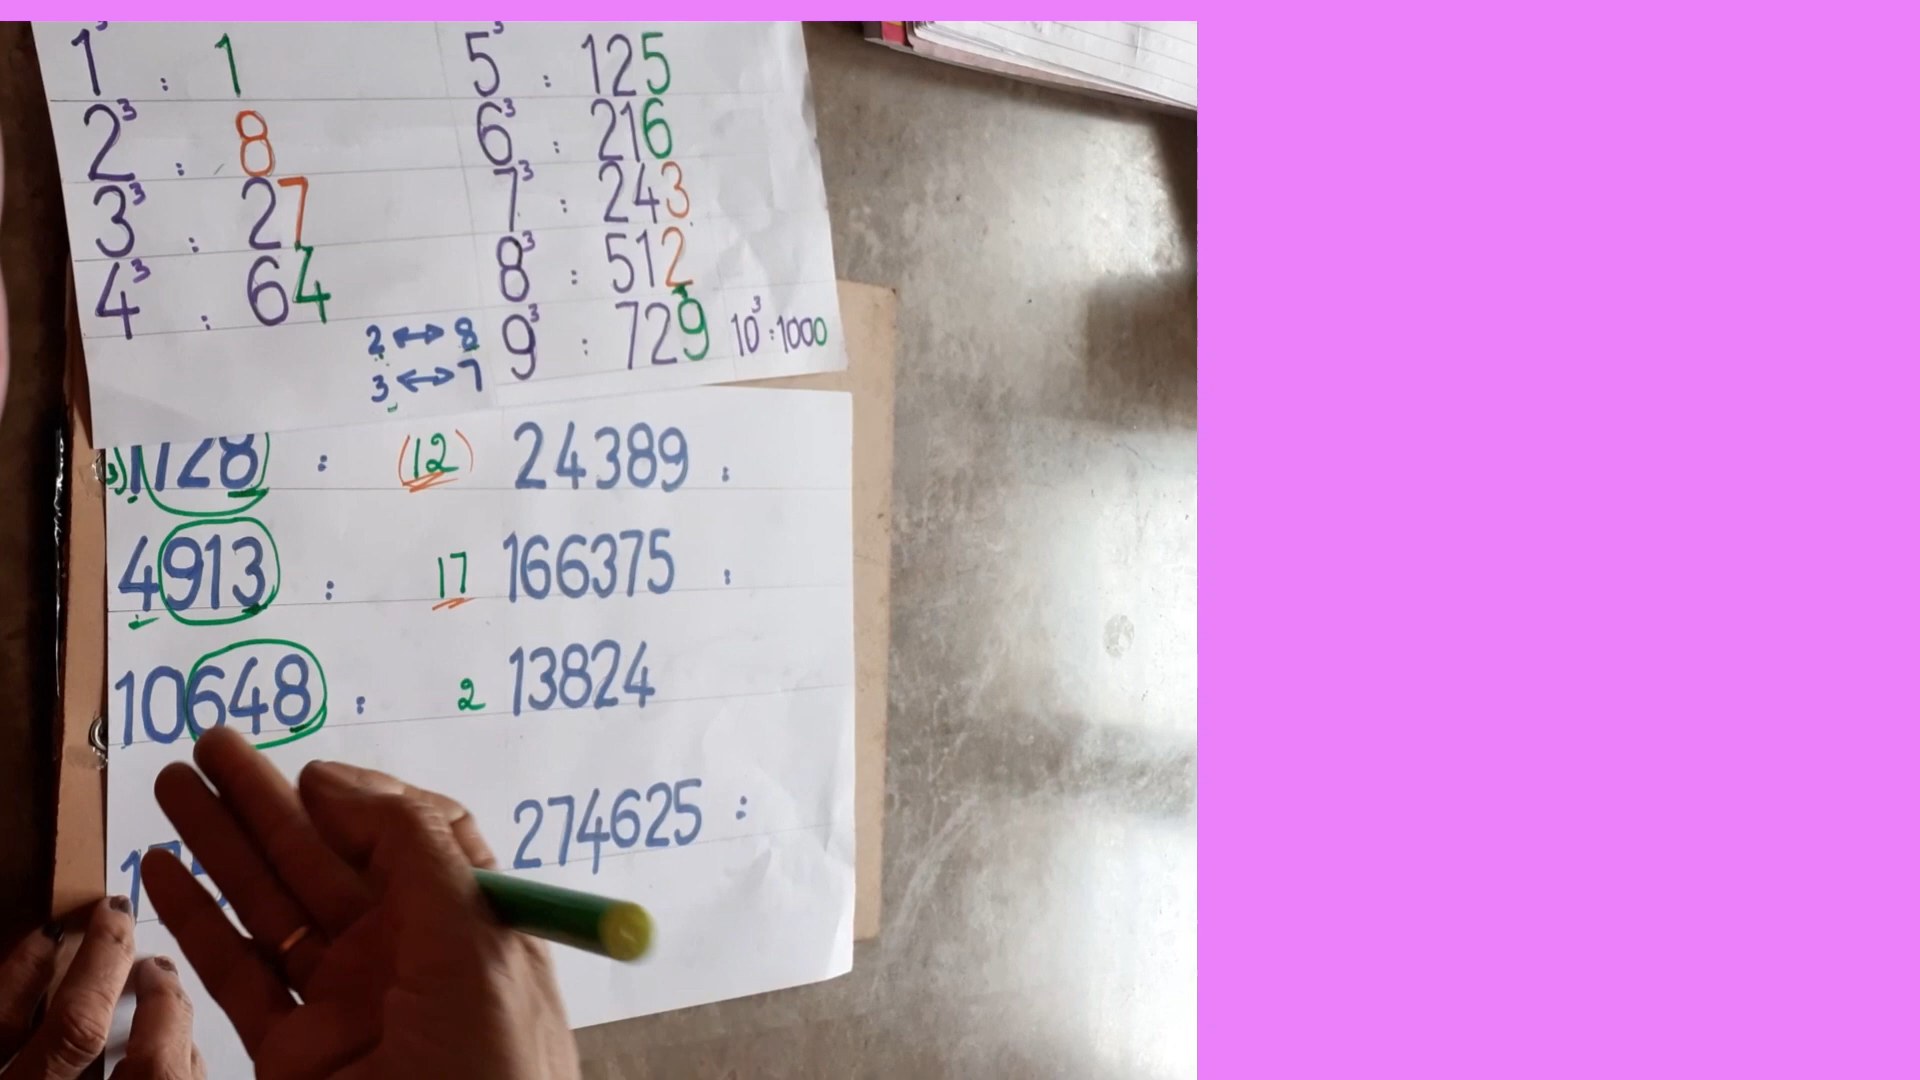 1³ : 1
2³ : 8
3³ : 27
4³ : 64
5³ : 125
6³ : 216
7³ : 243
8³ : 512
9³ : 729 10³ : 1000
2 ↔ 8
3 ↔ 7
1728 : (12) 24389 :
4913 : 17 166375 :
10648 : 2 13824
274625 :